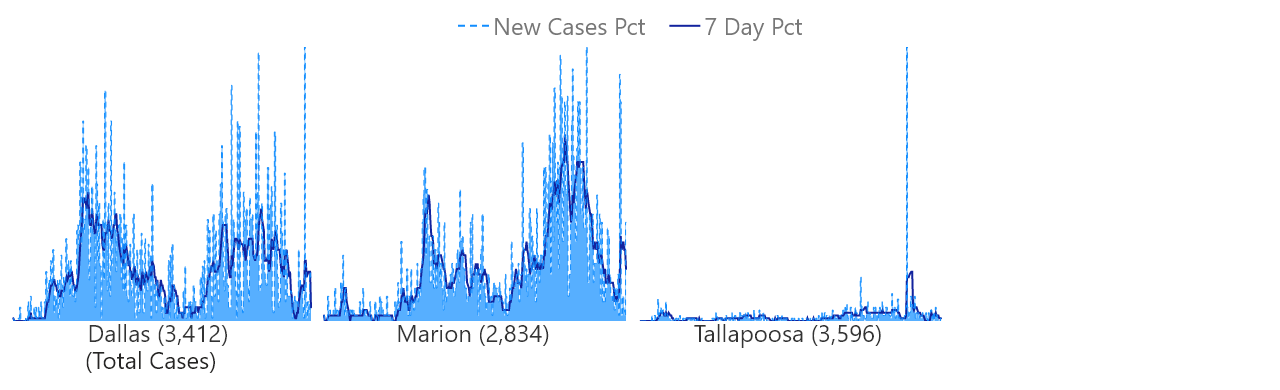 New Cases Pct 7 Day Pct
Dallas (3,412) Marion (2,834) Tallapoosa (3,596)
(Total Cases)